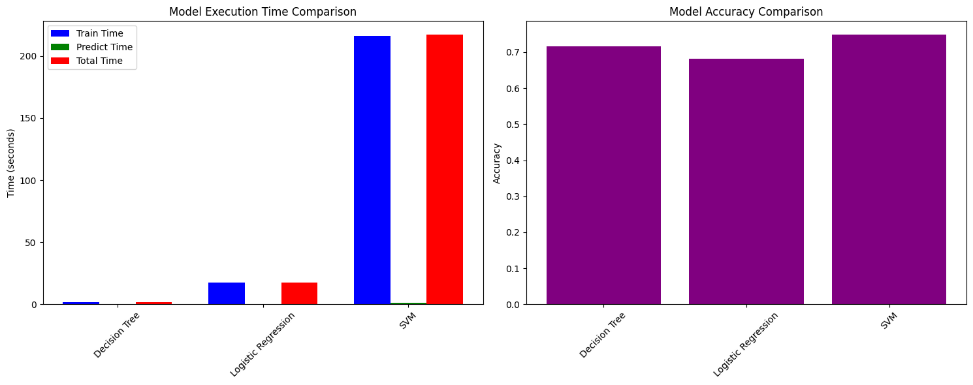 Model Execution Time Comparison
Train Time
Predict Time
Total Time
Time (seconds)
200
150
100
50
0
Decision Tree
Logistic Regression
SVM
Model Accuracy Comparison
Accuracy
0.7
0.6
0.5
0.4
0.3
0.2
0.1
0.0
Decision Tree
Logistic Regression
SVM